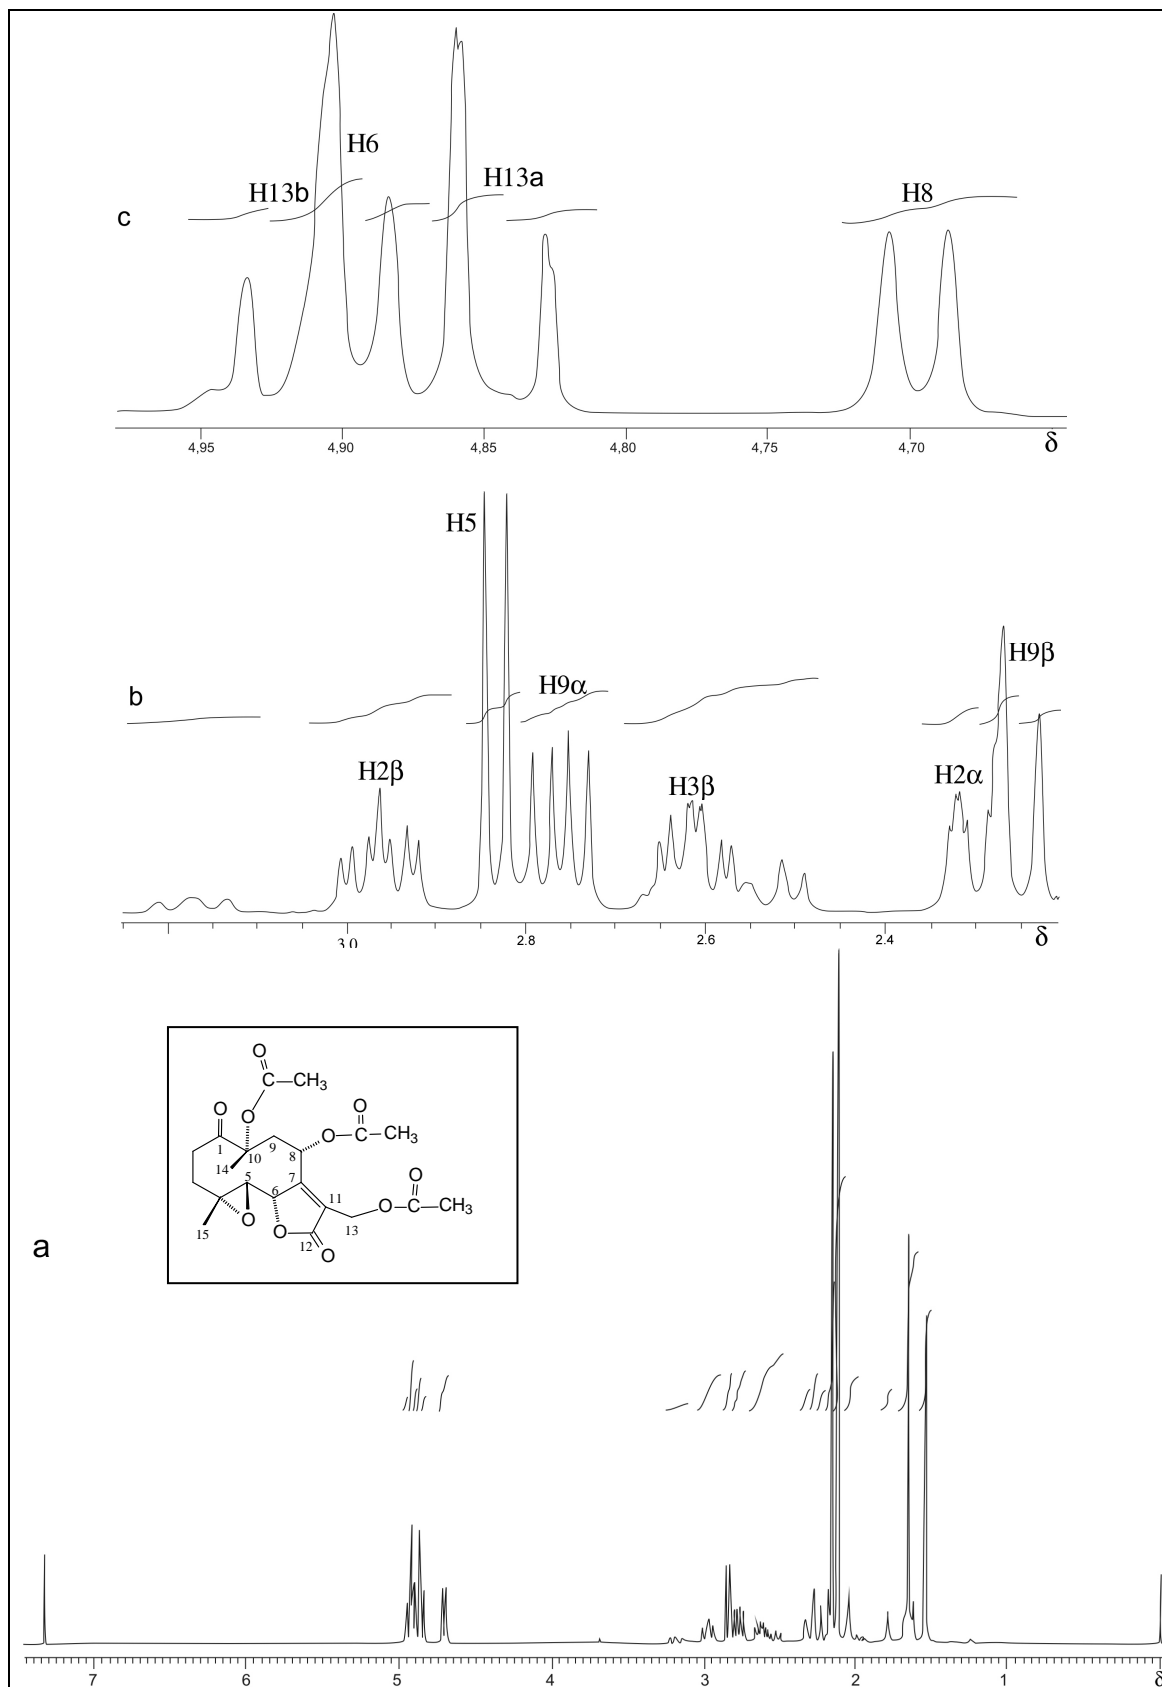 H6
H13b
H13a
H8
c
4,95
4,90
4,85
4,80
4,75
4,70
δ
H5
H9α
H9β
b
H2β
H3β
H2α
3.0
2.8
2.6
2.4
δ
O
C—CH₃
O
O
O
O—C—CH₃
1
9
8
14
10
5
7
6
11
O
O
O—C—CH₃
O
13
15
12
O
a
7
6
5
4
3
2
1
0
δ